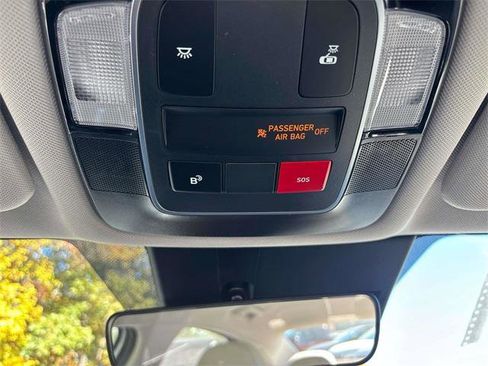 PASSENGER
AIR BAG OFF
B
SOS